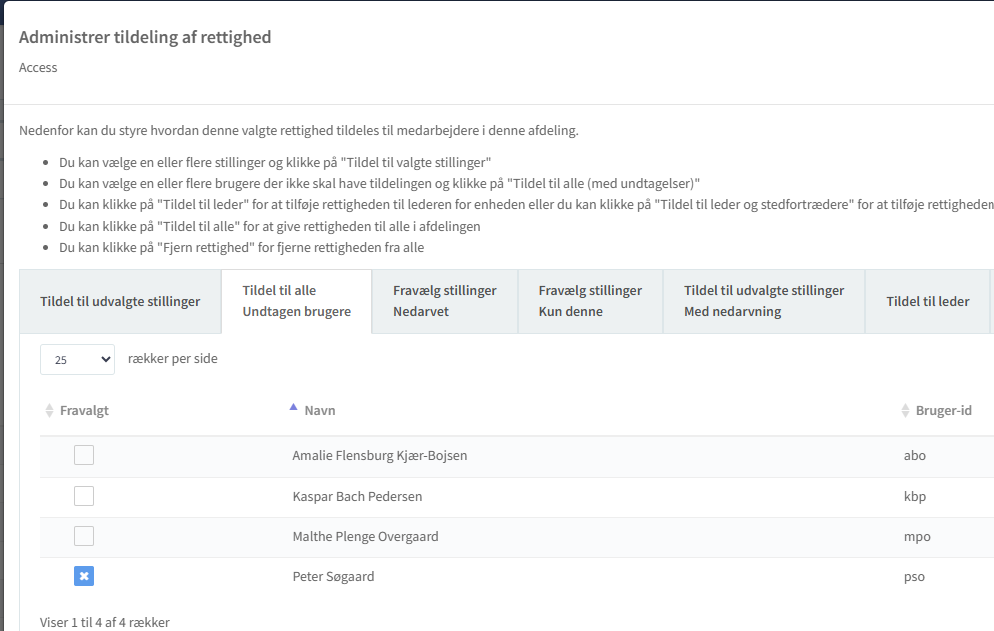 Administrer tildeling af rettighed
Access
Nedenfor kan du styre hvordan denne valgte rettighed tildeles til medarbejdere i denne afdeling.
Du kan vælge en eller flere stillinger og klikke på "Tildel til valgte stillinger"
Du kan vælge en eller flere brugere der ikke skal have tildelingen og klikke på "Tildel til alle (med undtagelser)"
Du kan klikke på "Tildel til leder" for at tilføje rettigheden til lederen for enheden eller du kan klikke på "Tildel til leder og stedfortrædere" for at tilføje rettigheden
Du kan klikke på "Tildel til alle" for at give rettigheden til alle i afdelingen
Du kan klikke på "Fjern rettighed" for fjerne rettigheden fra alle
Tildel til udvalgte stillinger
Tildel til alle
Undtagen brugere
Fravælg stillinger
Nedarvet
Fravælg stillinger
Kun denne
Tildel til udvalgte stillinger
Med nedarvning
Tildel til leder
25 rækker per side
Fravalgt Navn Bruger-id
Amalie Flensburg Kjær-Bojsen abo
Kaspar Bach Pedersen kbp
Malthe Plenge Overgaard mpo
Peter Søgaard pso
Viser 1 til 4 af 4 rækker